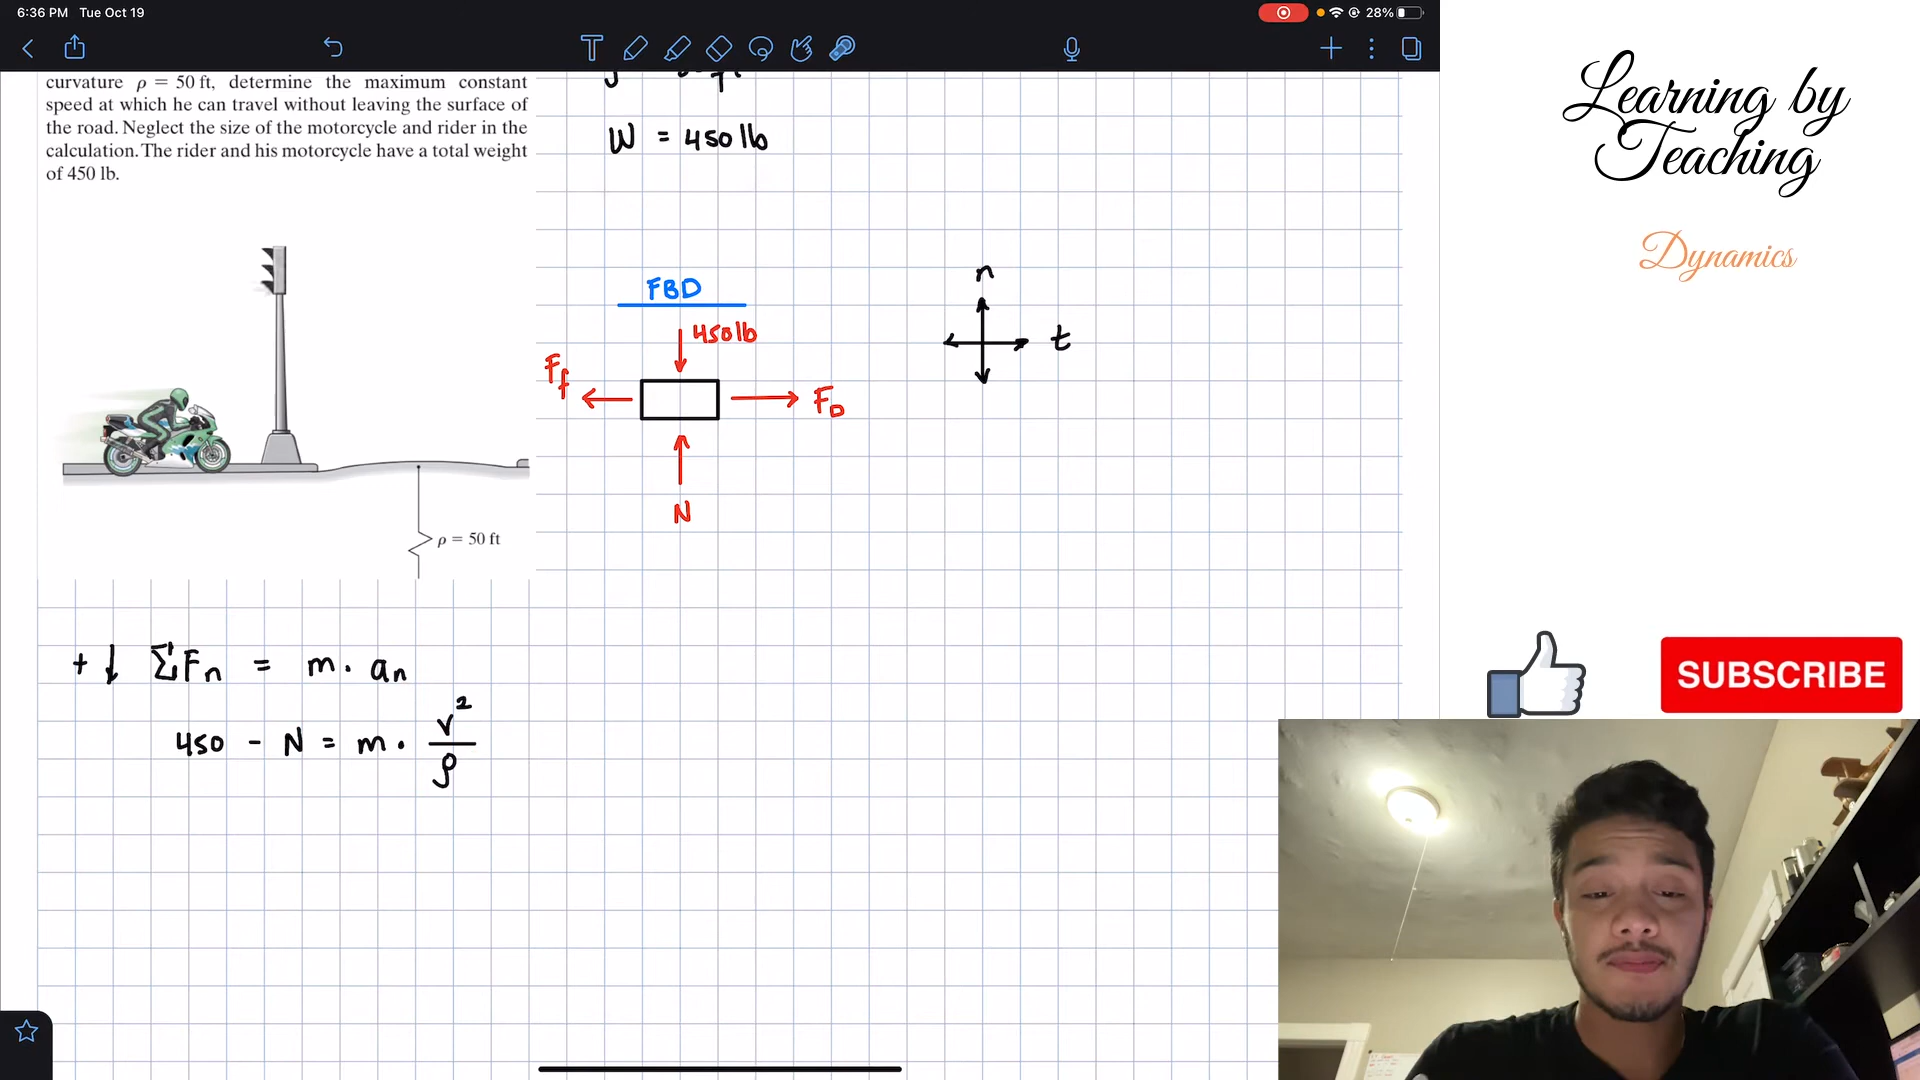 6:36 PM Tue Oct 19
28%
curvature ρ = 50 ft, determine the maximum constant
speed at which he can travel without leaving the surface of
the road. Neglect the size of the motorcycle and rider in the
calculation. The rider and his motorcycle have a total weight
of 450 lb.
W = 450 lb
FBD
450 lb
Ff
FD
N
n
t
ρ = 50 ft
+ ↓ ΣFn = m · an
450 - N = m · v²/ρ
Learning by
Teaching
Dynamics
SUBSCRIBE